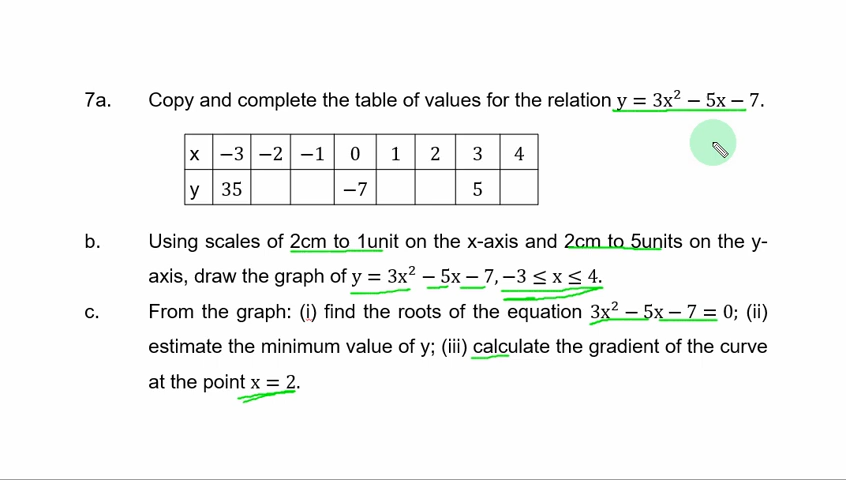 7a. Copy and complete the table of values for the relation y = 3x² − 5x − 7.
x −3 −2 −1 0 1 2 3 4
y 35 −7 5
b. Using scales of 2cm to 1unit on the x-axis and 2cm to 5units on the y-
axis, draw the graph of y = 3x² − 5x − 7, −3 ≤ x ≤ 4.
c. From the graph: (i) find the roots of the equation 3x² − 5x − 7 = 0; (ii)
estimate the minimum value of y; (iii) calculate the gradient of the curve
at the point x = 2.